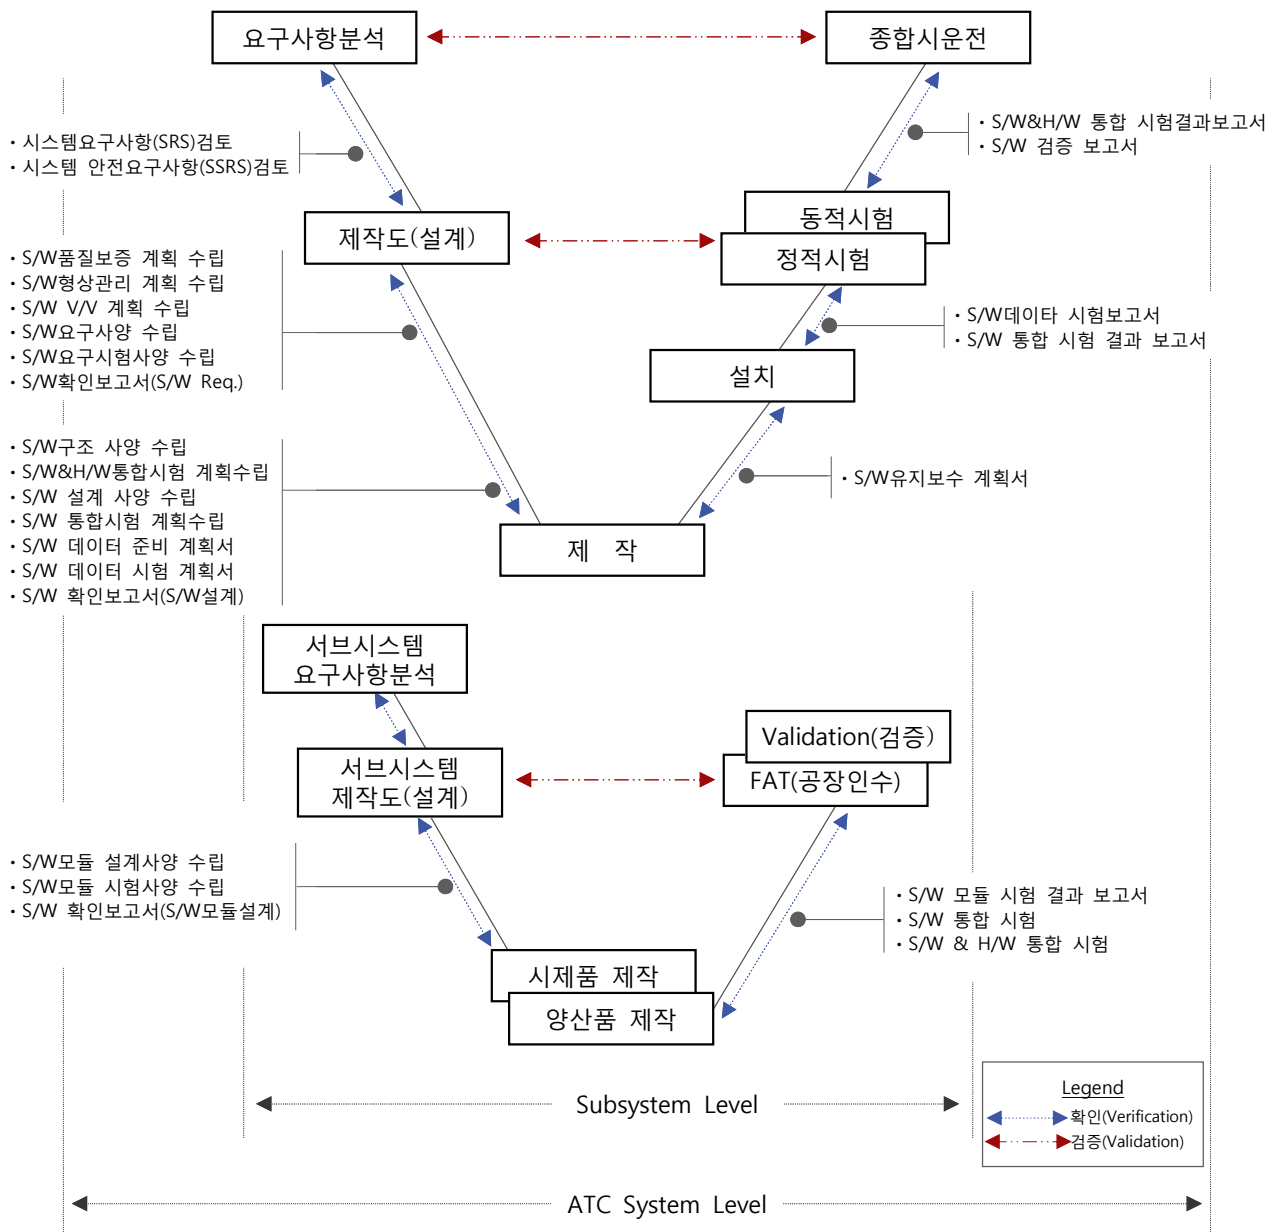 요구사항분석
종합시운전
・시스템요구사항(SRS)검토
・시스템 안전요구사항(SSRS)검토
・S/W&H/W 통합 시험결과보고서
・S/W 검증 보고서
제작도(설계)
동적시험
정적시험
・S/W품질보증 계획 수립
・S/W형상관리 계획 수립
・S/W V/V 계획 수립
・S/W요구사양 수립
・S/W요구시험사양 수립
・S/W확인보고서(S/W Req.)
・S/W데이타 시험보고서
・S/W 통합 시험 결과 보고서
설치
・S/W구조 사양 수립
・S/W&H/W통합시험 계획수립
・S/W 설계 사양 수립
・S/W 통합시험 계획수립
・S/W 데이터 준비 계획서
・S/W 데이터 시험 계획서
・S/W 확인보고서(S/W설계)
・S/W유지보수 계획서
제 작
서브시스템
요구사항분석
서브시스템
제작도(설계)
Validation(검증)
FAT(공장인수)
・S/W모듈 설계사양 수립
・S/W모듈 시험사양 수립
・S/W 확인보고서(S/W모듈설계)
・S/W 모듈 시험 결과 보고서
・S/W 통합 시험
・S/W & H/W 통합 시험
시제품 제작
양산품 제작
Subsystem Level
Legend
확인(Verification)
검증(Validation)
ATC System Level